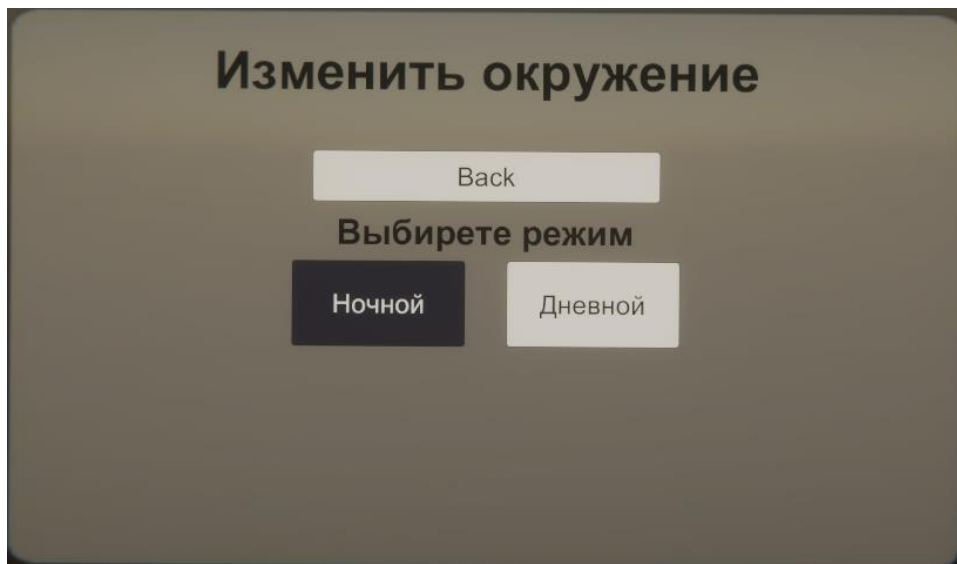 Изменить окружение
Back
Выбирете режим
Ночной
Дневной